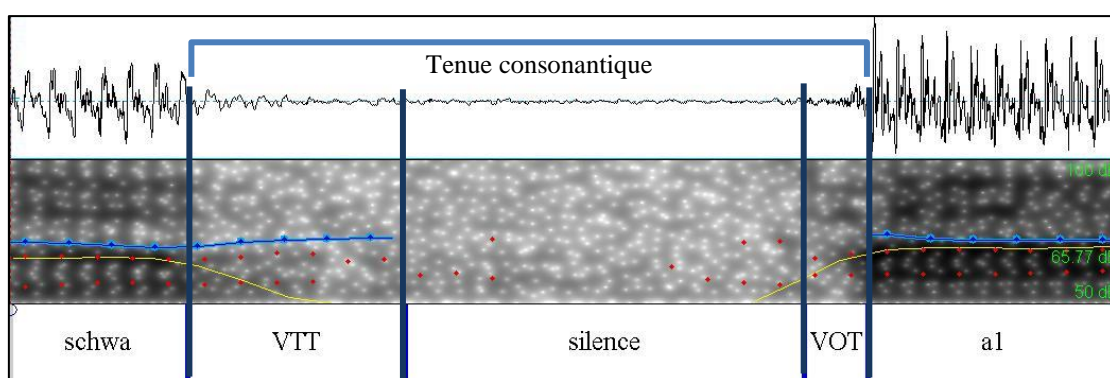 Tenue consonantique
100 dB
65.77 dB
50 dB
schwa VTT silence VOT a1